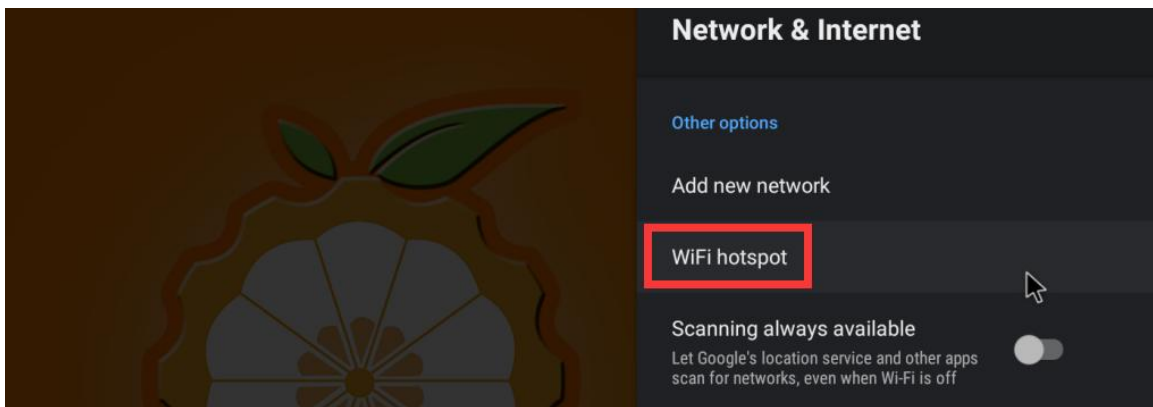 Network & Internet
Other options
Add new network
WiFi hotspot
Scanning always available
Let Google's location service and other apps
scan for networks, even when Wi-Fi is off